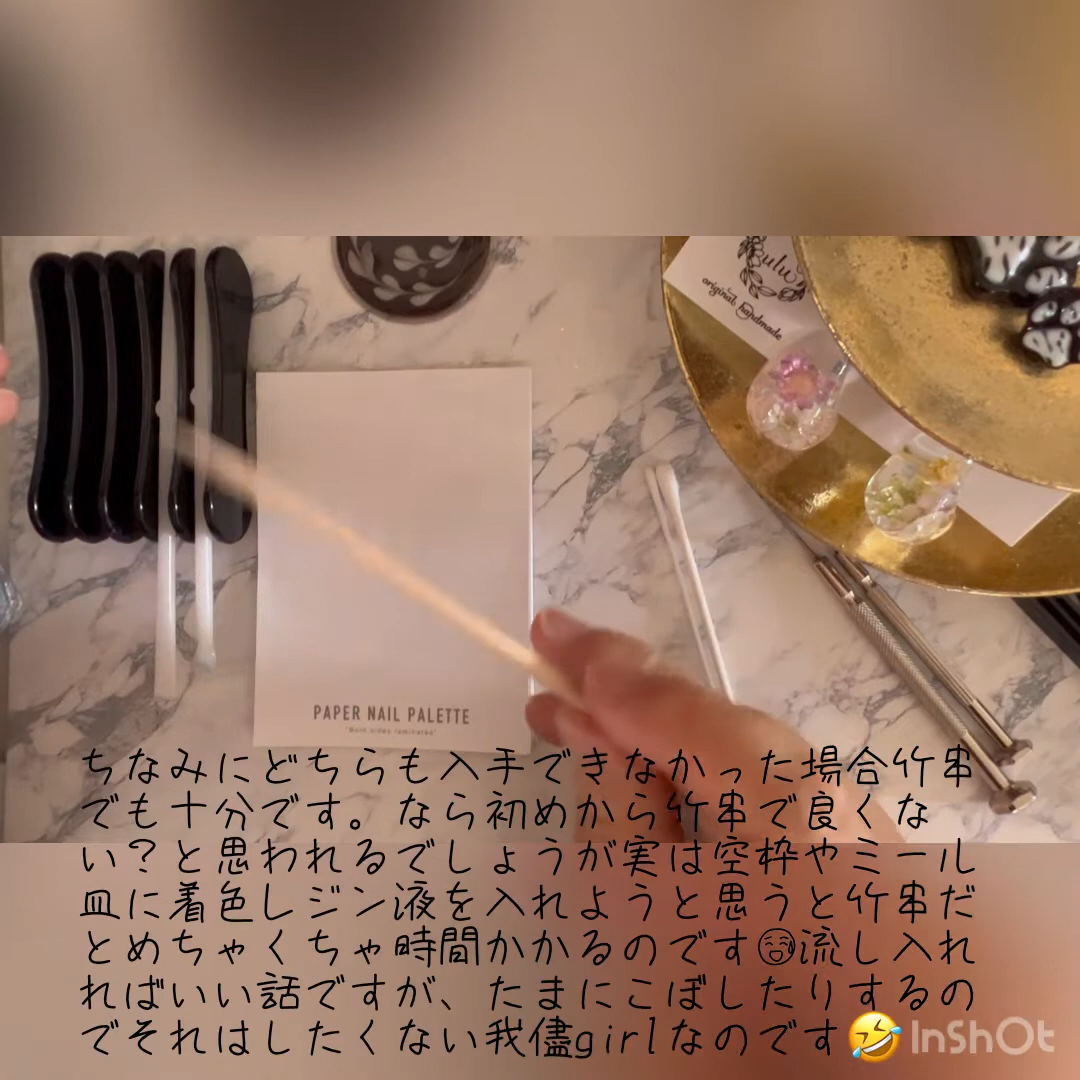 ulu
original handmade
PAPER NAIL PALETTE
"Both sides laminated"
ちなみにどちらも入手できなかった場合竹串
でも十分です。なら初めから竹串で良くな
い？と思われるでしょうが実は空枠やミール
皿に着色レジン液を入れようと思うと竹串だ
とめちゃくちゃ時間かかるのです😭流し入れ
ればいい話ですが、たまにこぼしたりするの
でそれはしたくない我儘girlなのです🤣
InShOt